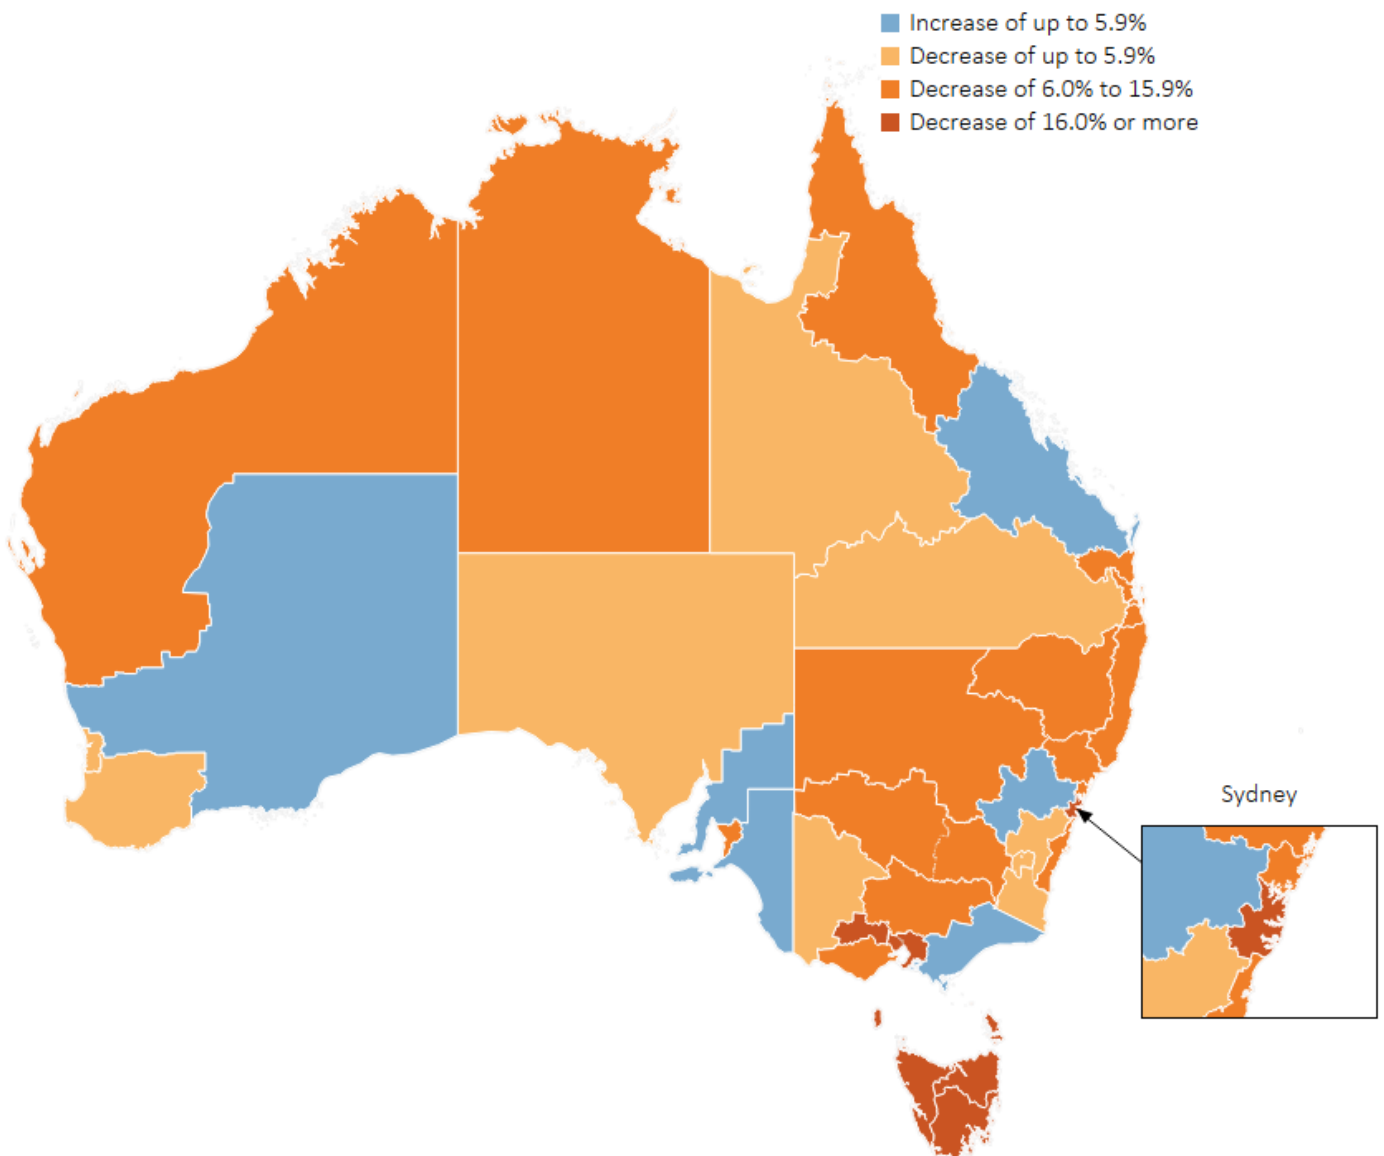 Increase of up to 5.9%
Decrease of up to 5.9%
Decrease of 6.0% to 15.9%
Decrease of 16.0% or more
Sydney